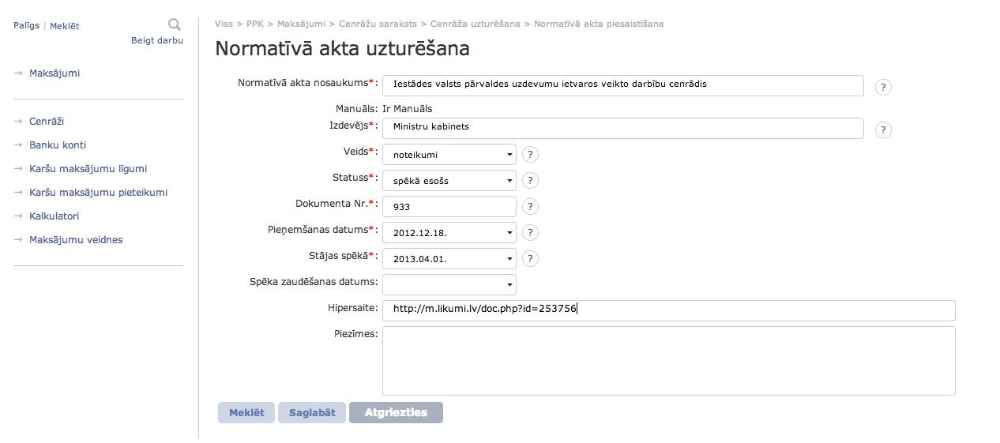 Palīgs | Meklēt
Beigt darbu
→ Maksājumi
→ Cenrāži
→ Banku konti
→ Karšu maksājumu līgumi
→ Karšu maksājumu pieteikumi
→ Kalkulatori
→ Maksājumu veidnes
Viss > PPK > Maksājumi > Cenrāžu saraksts > Cenrāža uzturēšana > Normatīvā akta piesaistīšana
Normatīvā akta uzturēšana
Normatīvā akta nosaukums*: Iestādes valsts pārvaldes uzdevumu ietvaros veikto darbību cenrādis ?
Manuāls: Ir Manuāls
Izdevējs*: Ministru kabinets ?
Veids*: noteikumi ?
Statuss*: spēkā esošs ?
Dokumenta Nr.*: 933 ?
Pieņemšanas datums*: 2012.12.18. ?
Stājas spēkā*: 2013.04.01. ?
Spēka zaudēšanas datums:
Hipersaite: http://m.likumi.lv/doc.php?id=253756
Piezīmes:
Meklēt Saglabāt Atgriezties